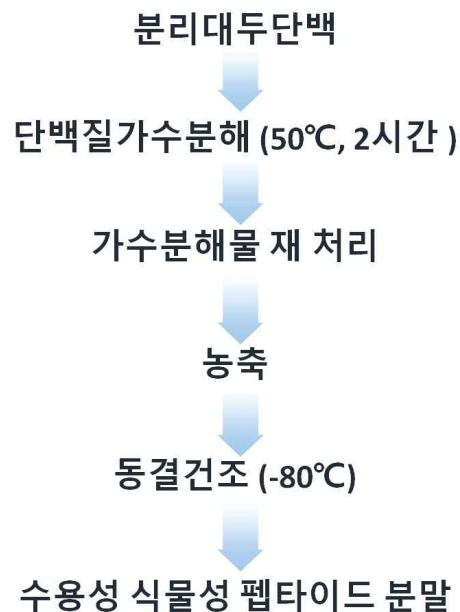 분리대두단백
단백질가수분해 (50℃, 2시간 )
가수분해물 재 처리
농축
동결건조 (-80℃)
수용성 식물성 펩타이드 분말